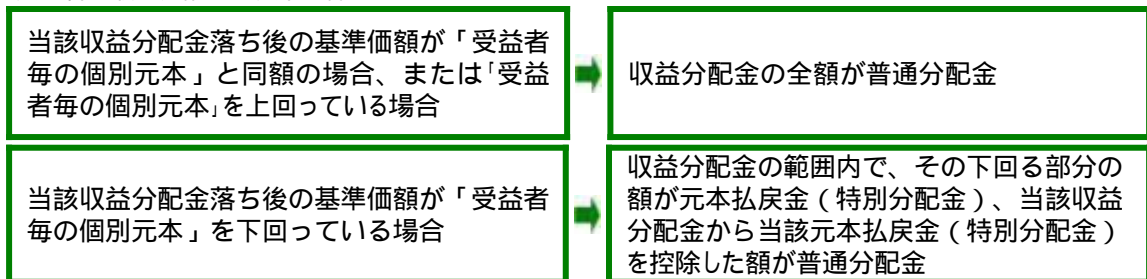 当該収益分配金落ち後の基準価額が「受益者
毎の個別元本」と同額の場合、または「受益
者毎の個別元本」を上回っている場合
収益分配金の全額が普通分配金
当該収益分配金落ち後の基準価額が「受益者
毎の個別元本」を下回っている場合
収益分配金の範囲内で、その下回る部分の
額が元本払戻金(特別分配金)、当該収益
分配金から当該元本払戻金(特別分配金)
を控除した額が普通分配金